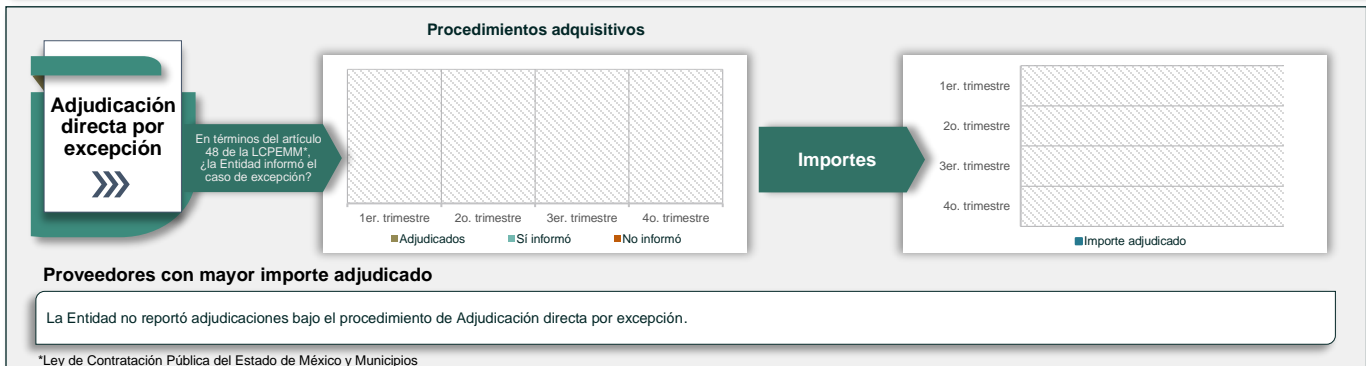 Procedimientos adquisitivos
Adjudicación
directa por
excepción
En términos del artículo
48 de la LCPEMM*,
¿la Entidad informó el
caso de excepción?
1er. trimestre 2o. trimestre 3er. trimestre 4o. trimestre
Adjudicados Sí informó No informó
Importes
1er. trimestre
2o. trimestre
3er. trimestre
4o. trimestre
Importe adjudicado
Proveedores con mayor importe adjudicado
La Entidad no reportó adjudicaciones bajo el procedimiento de Adjudicación directa por excepción.
*Ley de Contratación Pública del Estado de México y Municipios